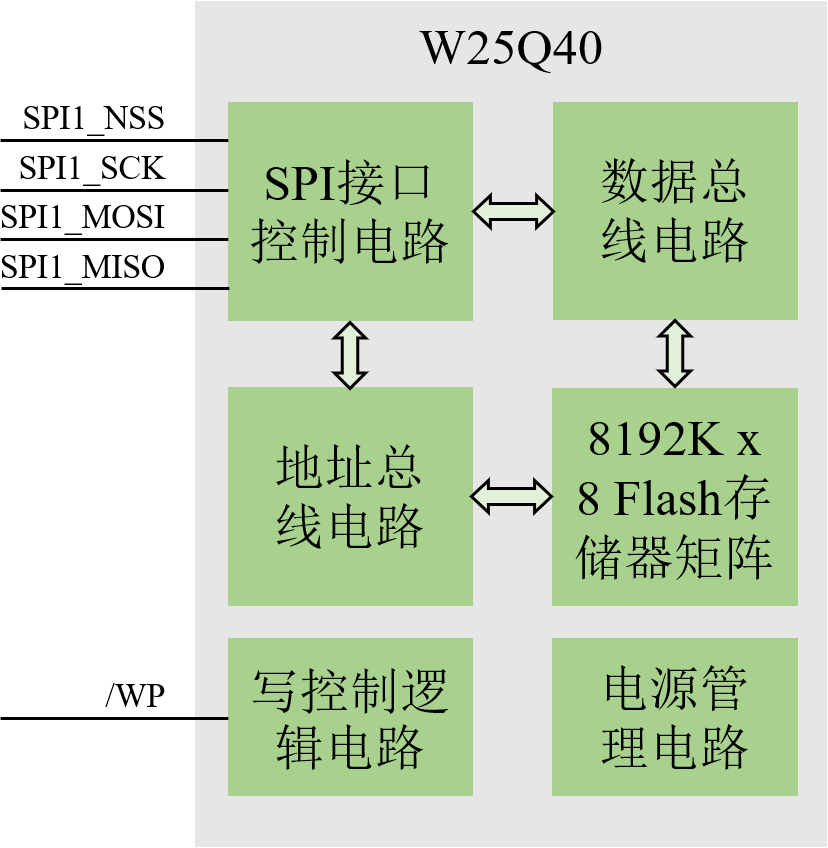 W25Q40
SPI1_NSS
SPI1_SCK
SPI1_MOSI
SPI1_MISO
SPI接口
控制电路
数据总
线电路
地址总
线电路
8192K x
8 Flash存
储器矩阵
/WP
写控制逻
辑电路
电源管
理电路